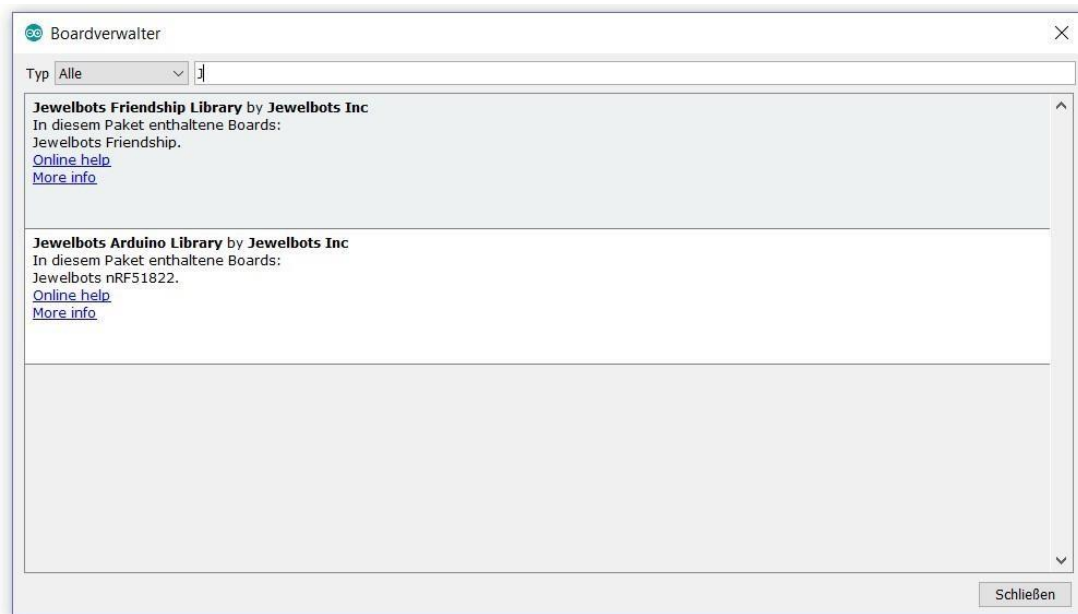 Boardverwalter
Typ Alle J
Jewelbots Friendship Library by Jewelbots Inc
In diesem Paket enthaltene Boards:
Jewelbots Friendship.
Online help
More info
Jewelbots Arduino Library by Jewelbots Inc
In diesem Paket enthaltene Boards:
Jewelbots nRF51822.
Online help
More info
Schließen